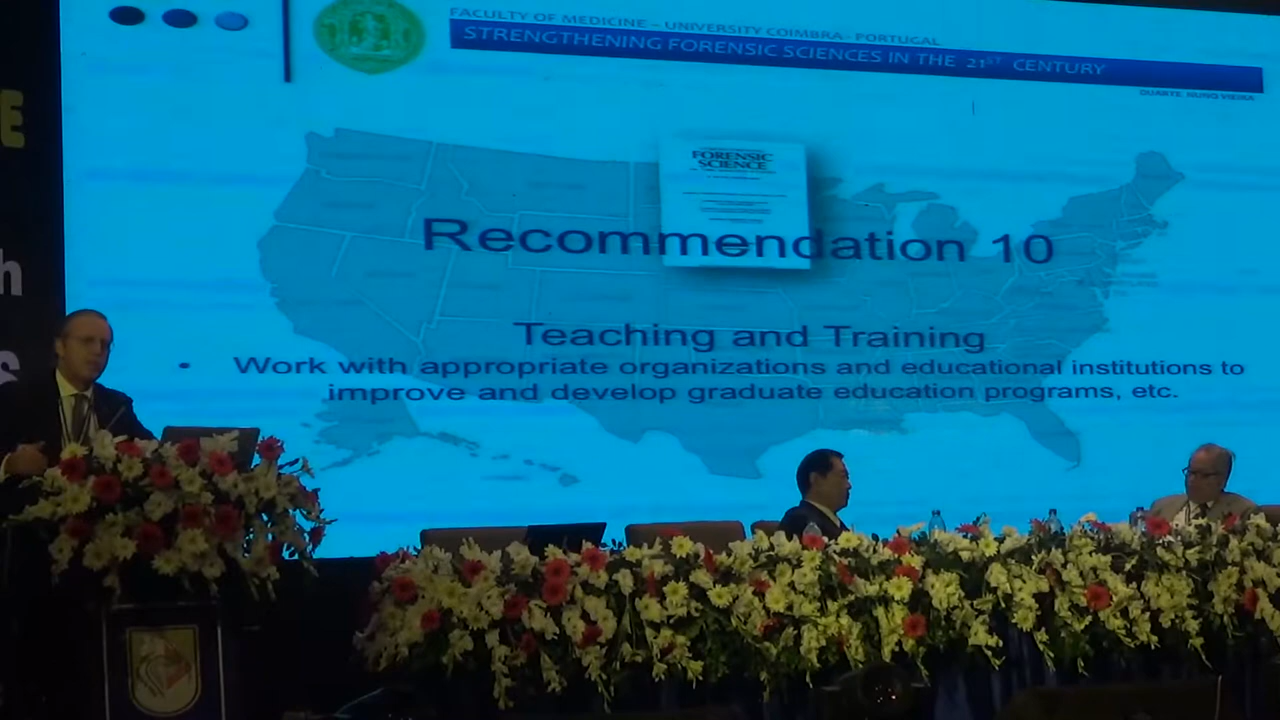 FACULTY OF MEDICINE – UNIVERSITY COIMBRA - PORTUGAL
STRENGTHENING FORENSIC SCIENCES IN THE 21ST CENTURY
DUARTE NUNO VIEIRA
E
h
S
FORENSIC
SCIENCE
Recommendation 10
Teaching and Training
• Work with appropriate organizations and educational institutions to
improve and develop graduate education programs, etc.